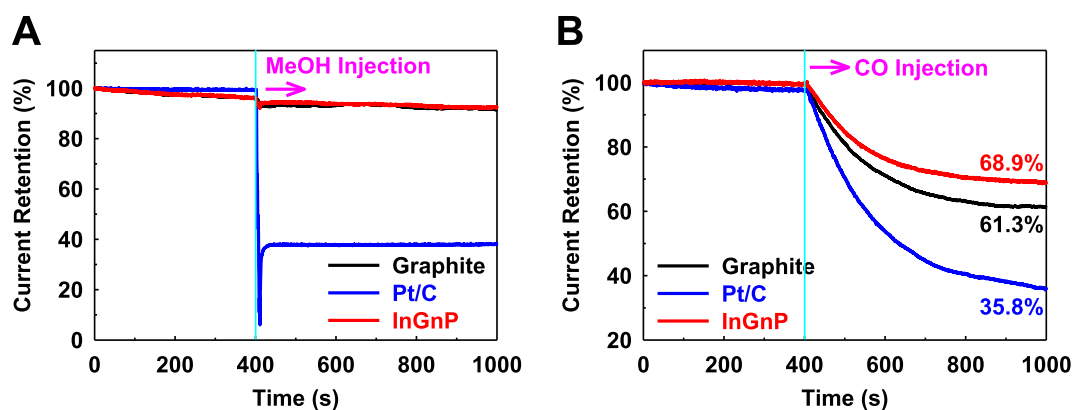 A
MeOH Injection
Current Retention (%)
0
20
40
60
80
100
120
Graphite
Pt/C
InGnP
0 200 400 600 800 1000
Time (s)
B
CO Injection
Current Retention (%)
20
40
60
80
100
120
68.9%
61.3%
35.8%
Graphite
Pt/C
InGnP
0 200 400 600 800 1000
Time (s)